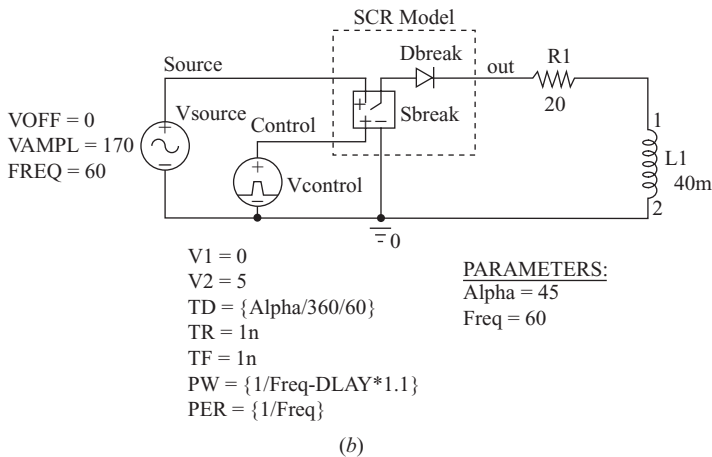 SCR Model
Dbreak
Source
out
R1
20
Sbreak
VOFF = 0
VAMPL = 170
FREQ = 60
Vsource
Control
Vcontrol
1
L1
40m
2
0
V1 = 0
V2 = 5
TD = {Alpha/360/60}
TR = 1n
TF = 1n
PW = {1/Freq-DLAY*1.1}
PER = {1/Freq}
PARAMETERS:
Alpha = 45
Freq = 60
(b)